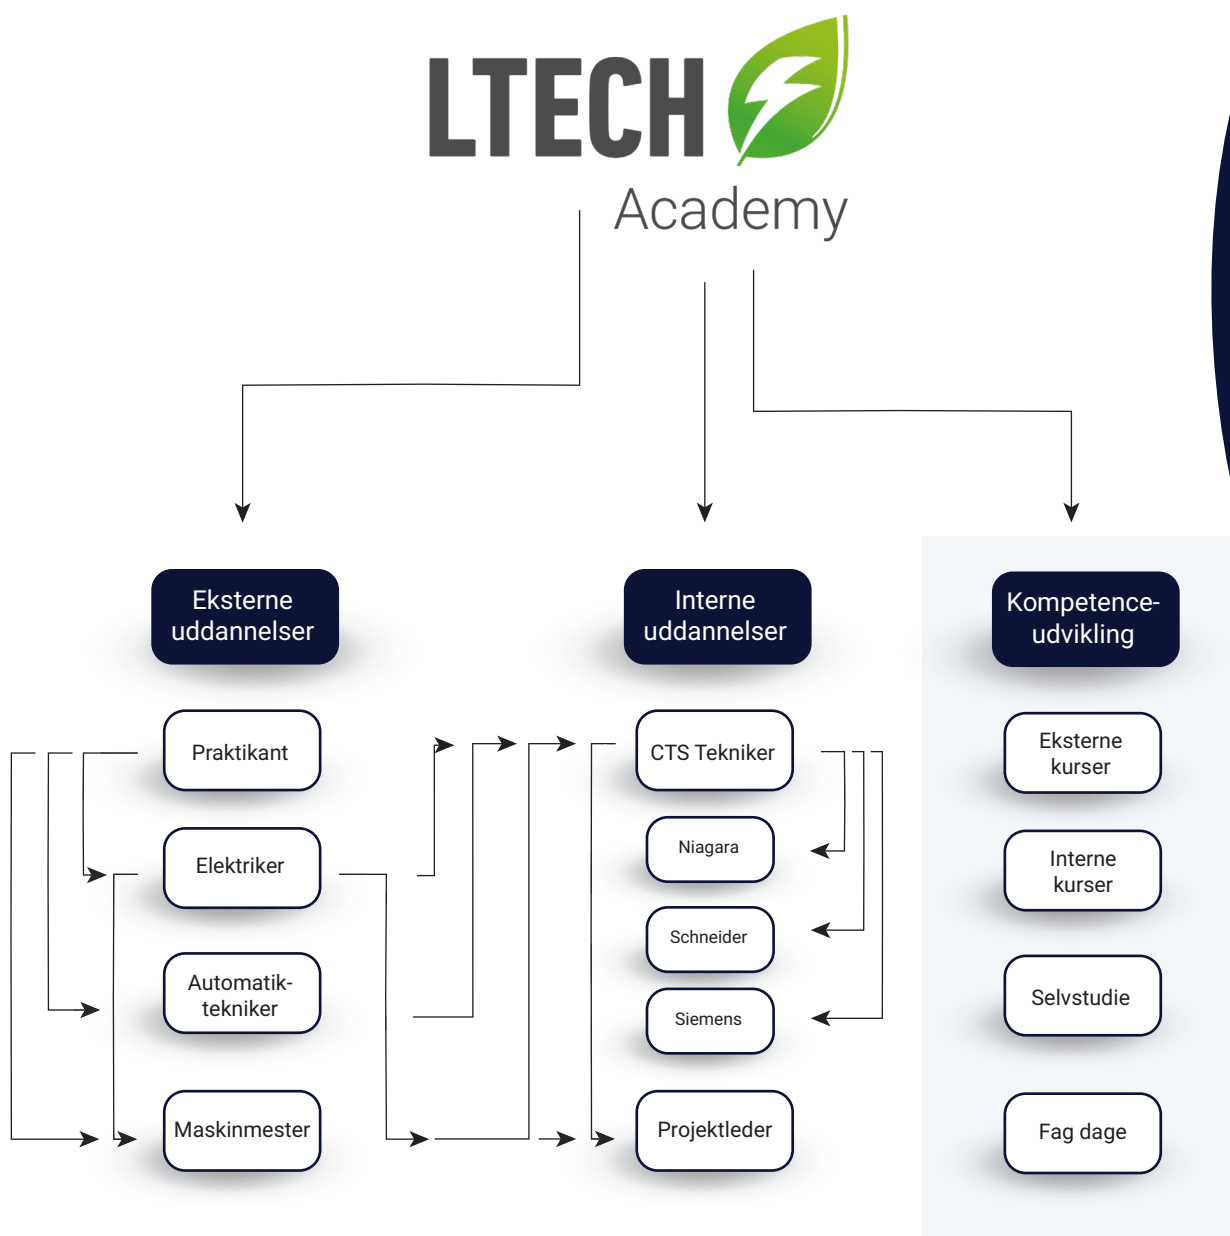 LTECH
Academy
Eksterne
uddannelser
Praktikant
Elektriker
Automatik-
tekniker
Maskinmester
Interne
uddannelser
CTS Tekniker
Niagara
Schneider
Siemens
Projektleder
Kompetence-
udvikling
Eksterne
kurser
Interne
kurser
Selvstudie
Fag dage